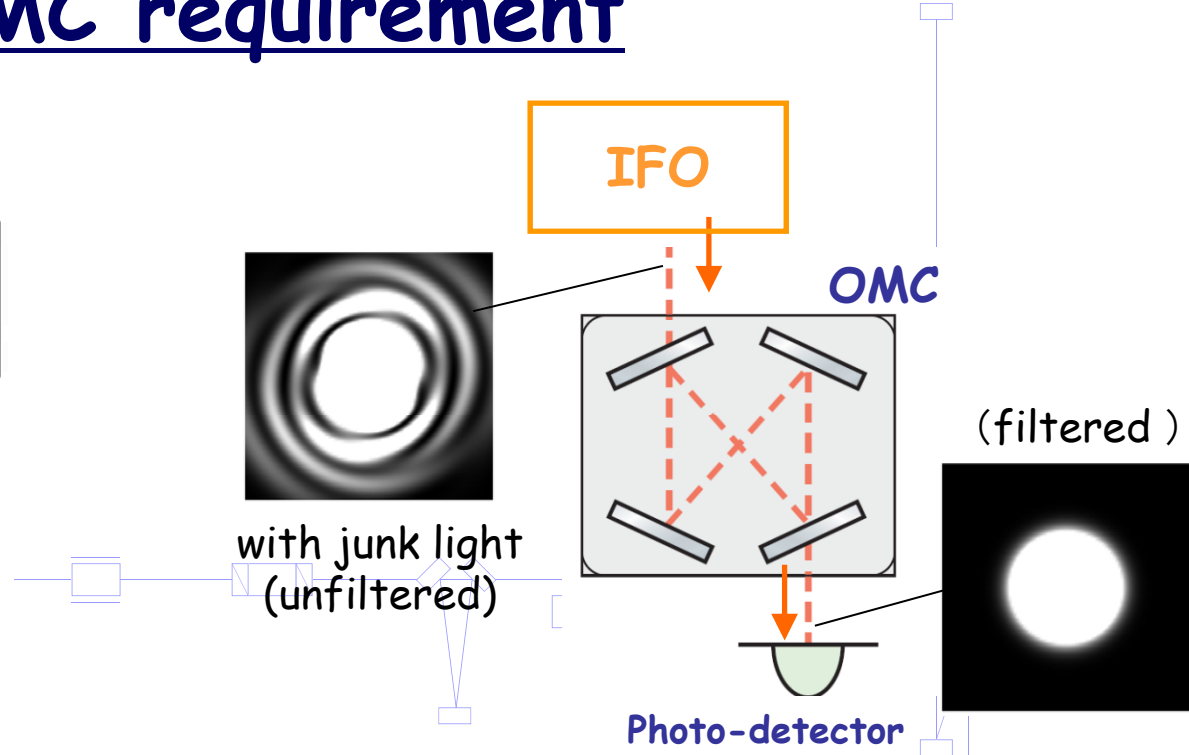 MC requirement
IFO
OMC
(filtered )
with junk light
(unfiltered)
Photo-detector